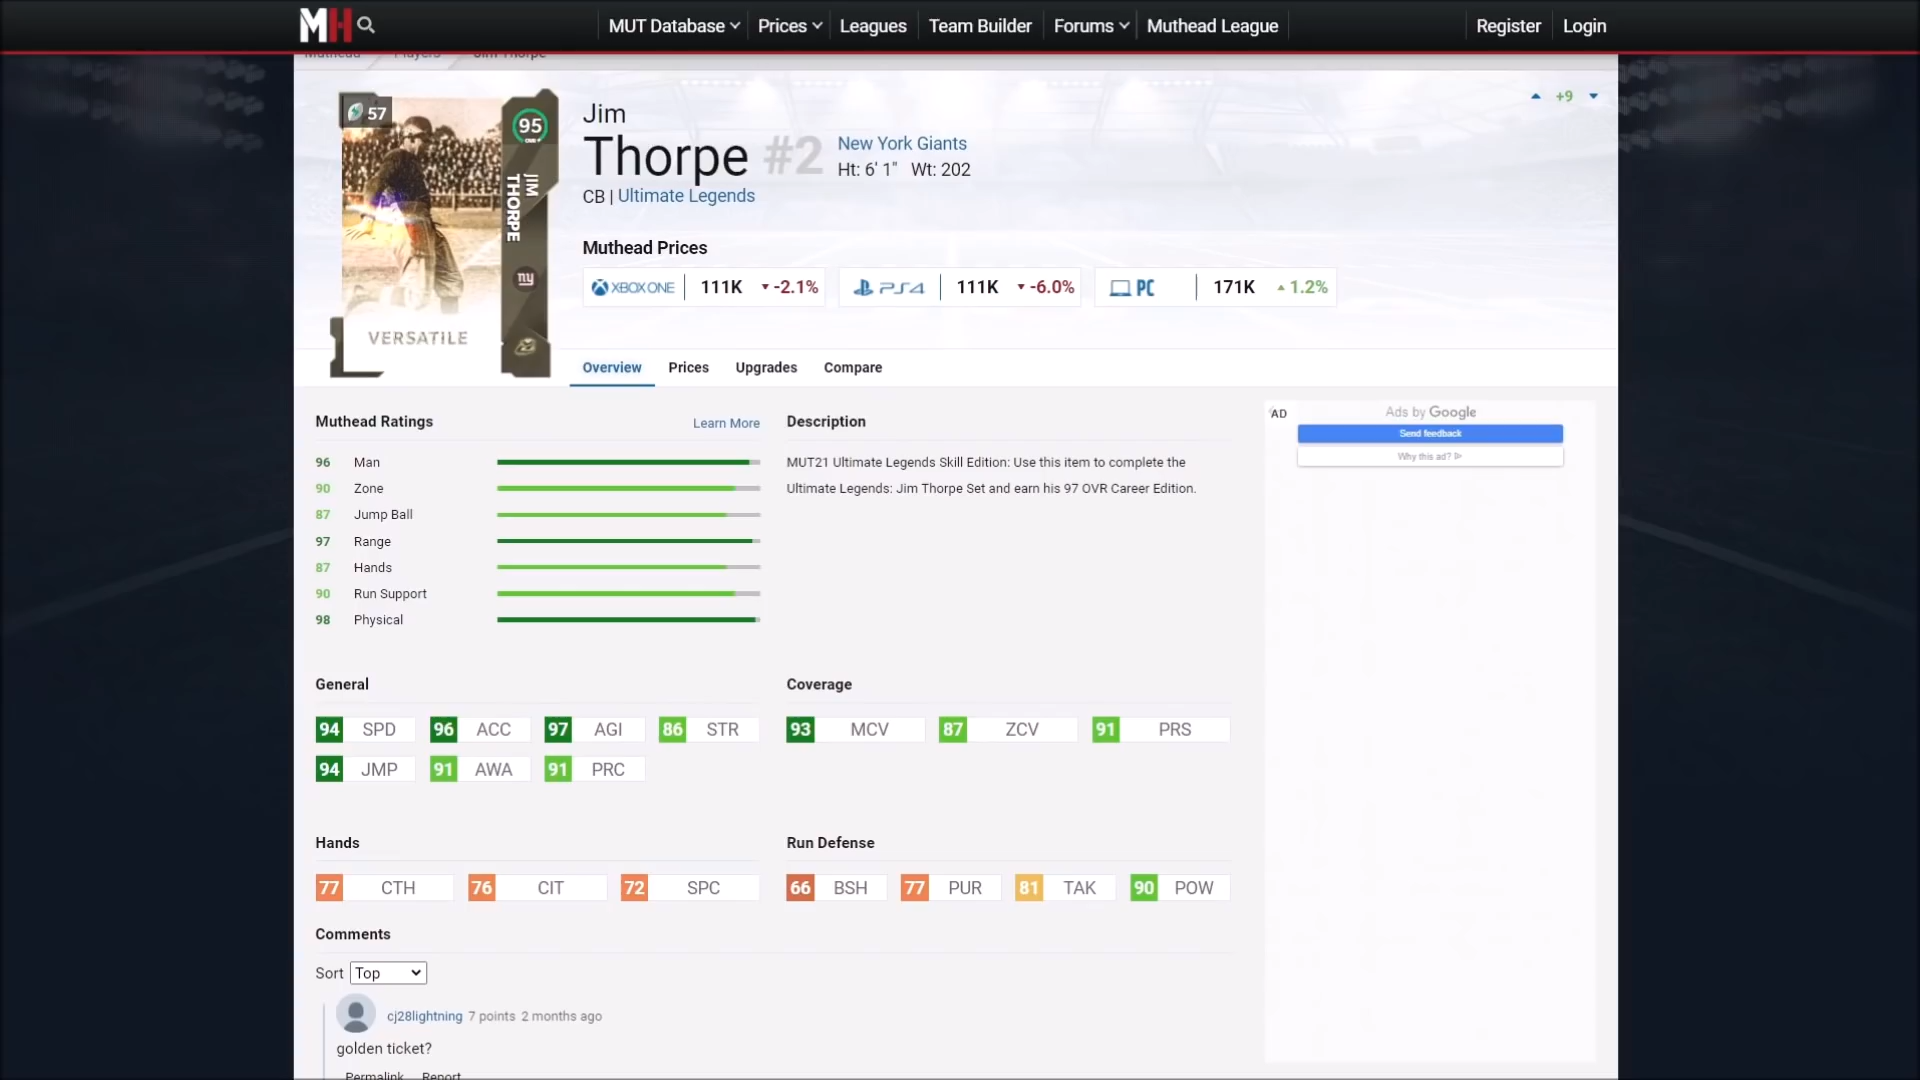 MH
MUT Database
Prices
Leagues
Team Builder
Forums
Muthead League
Register
Login
Muthead
Players
Jim Thorpe
57
95
OVR
JIM
THORPE
ny
VERSATILE
Jim
Thorpe #2
New York Giants
Ht: 6' 1" Wt: 202
CB | Ultimate Legends
+9
Muthead Prices
XBOX ONE 111K -2.1%
PS4 111K -6.0%
PC 171K 1.2%
Overview
Prices
Upgrades
Compare
Muthead Ratings
Learn More
96 Man
90 Zone
87 Jump Ball
97 Range
87 Hands
90 Run Support
98 Physical
Description
MUT21 Ultimate Legends Skill Edition: Use this item to complete the
Ultimate Legends: Jim Thorpe Set and earn his 97 OVR Career Edition.
AD
Ads by Google
Send feedback
Why this ad?
General
94 SPD 96 ACC 97 AGI 86 STR
94 JMP 91 AWA 91 PRC
Coverage
93 MCV 87 ZCV 91 PRS
Hands
77 CTH 76 CIT 72 SPC
Run Defense
66 BSH 77 PUR 81 TAK 90 POW
Comments
Sort Top
cj28lightning 7 points 2 months ago
golden ticket?
Permalink Report